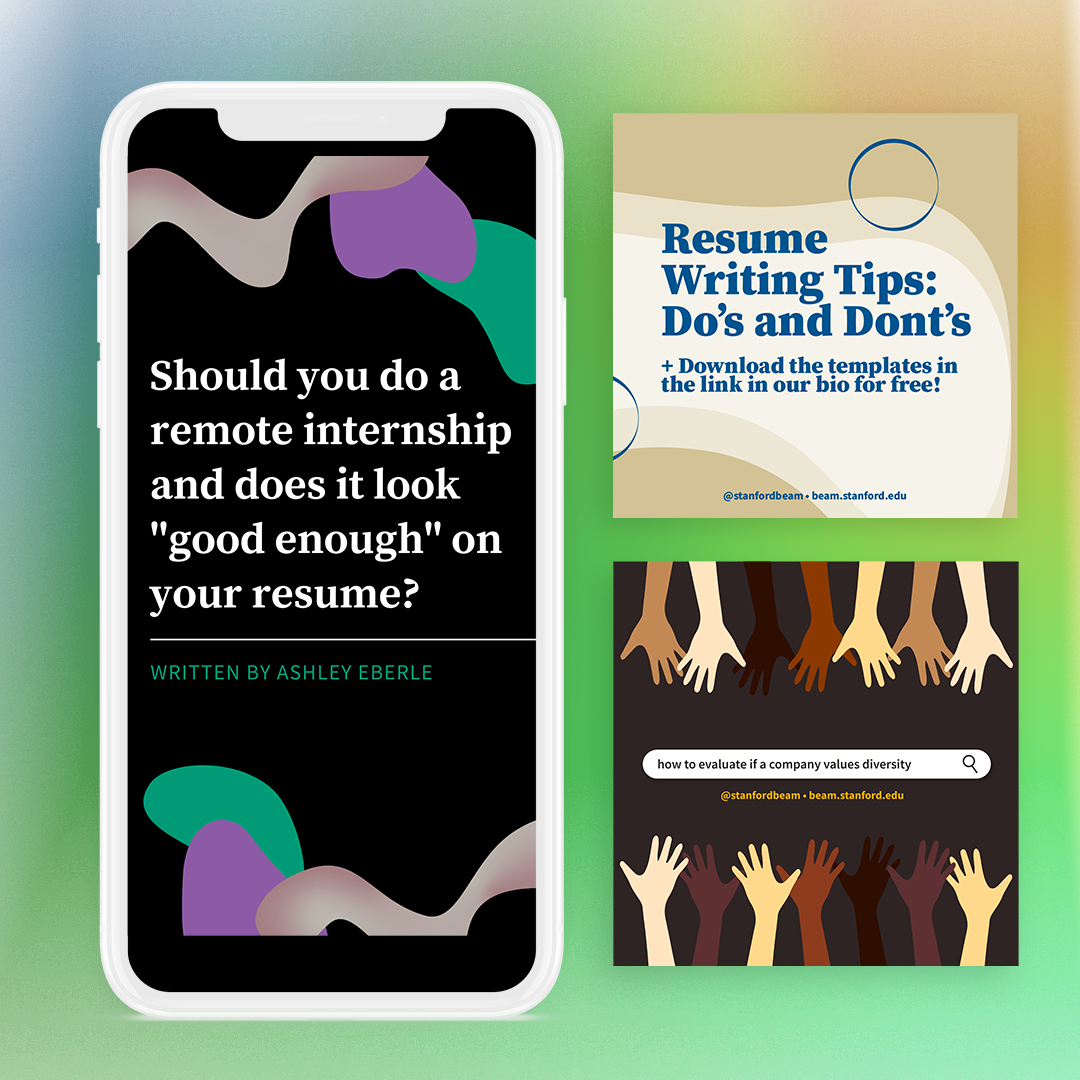 Should you do a
remote internship
and does it look
"good enough" on
your resume?
WRITTEN BY ASHLEY EBERLE
Resume
Writing Tips:
Do’s and Dont’s
+ Download the templates in
the link in our bio for free!
@stanfordbeam • beam.stanford.edu
how to evaluate if a company values diversity
@stanfordbeam • beam.stanford.edu